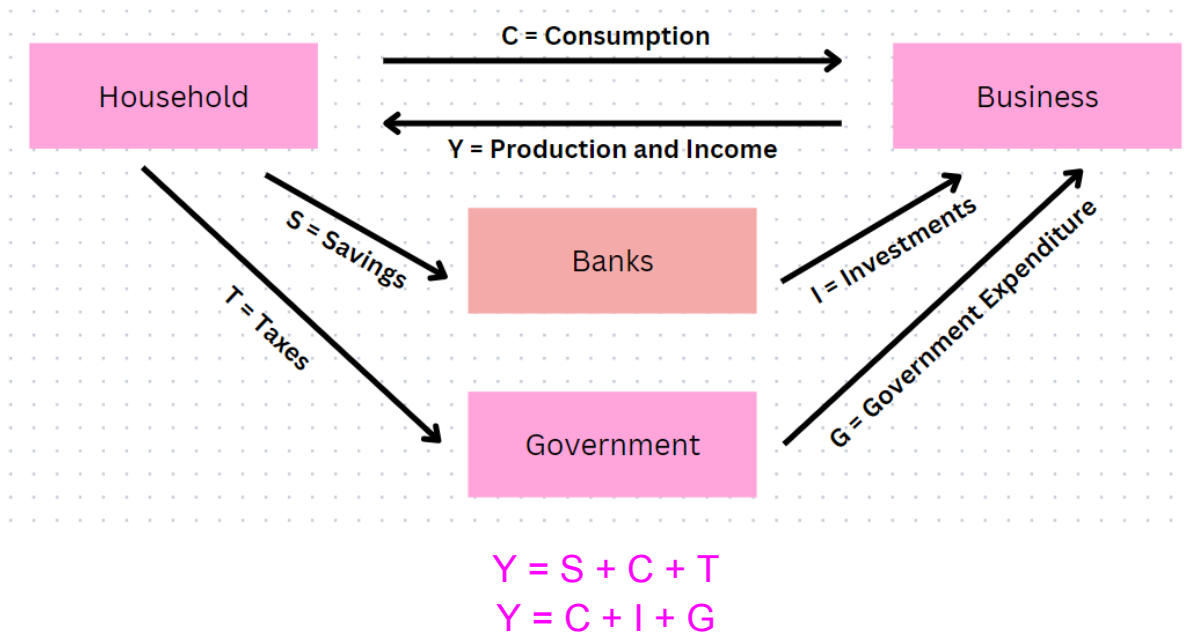 C = Consumption
Household
Business
Y = Production and Income
S = Savings
Banks
I = Investments
T = Taxes
Government
G = Government Expenditure
Y = S + C + T
Y = C + I + G